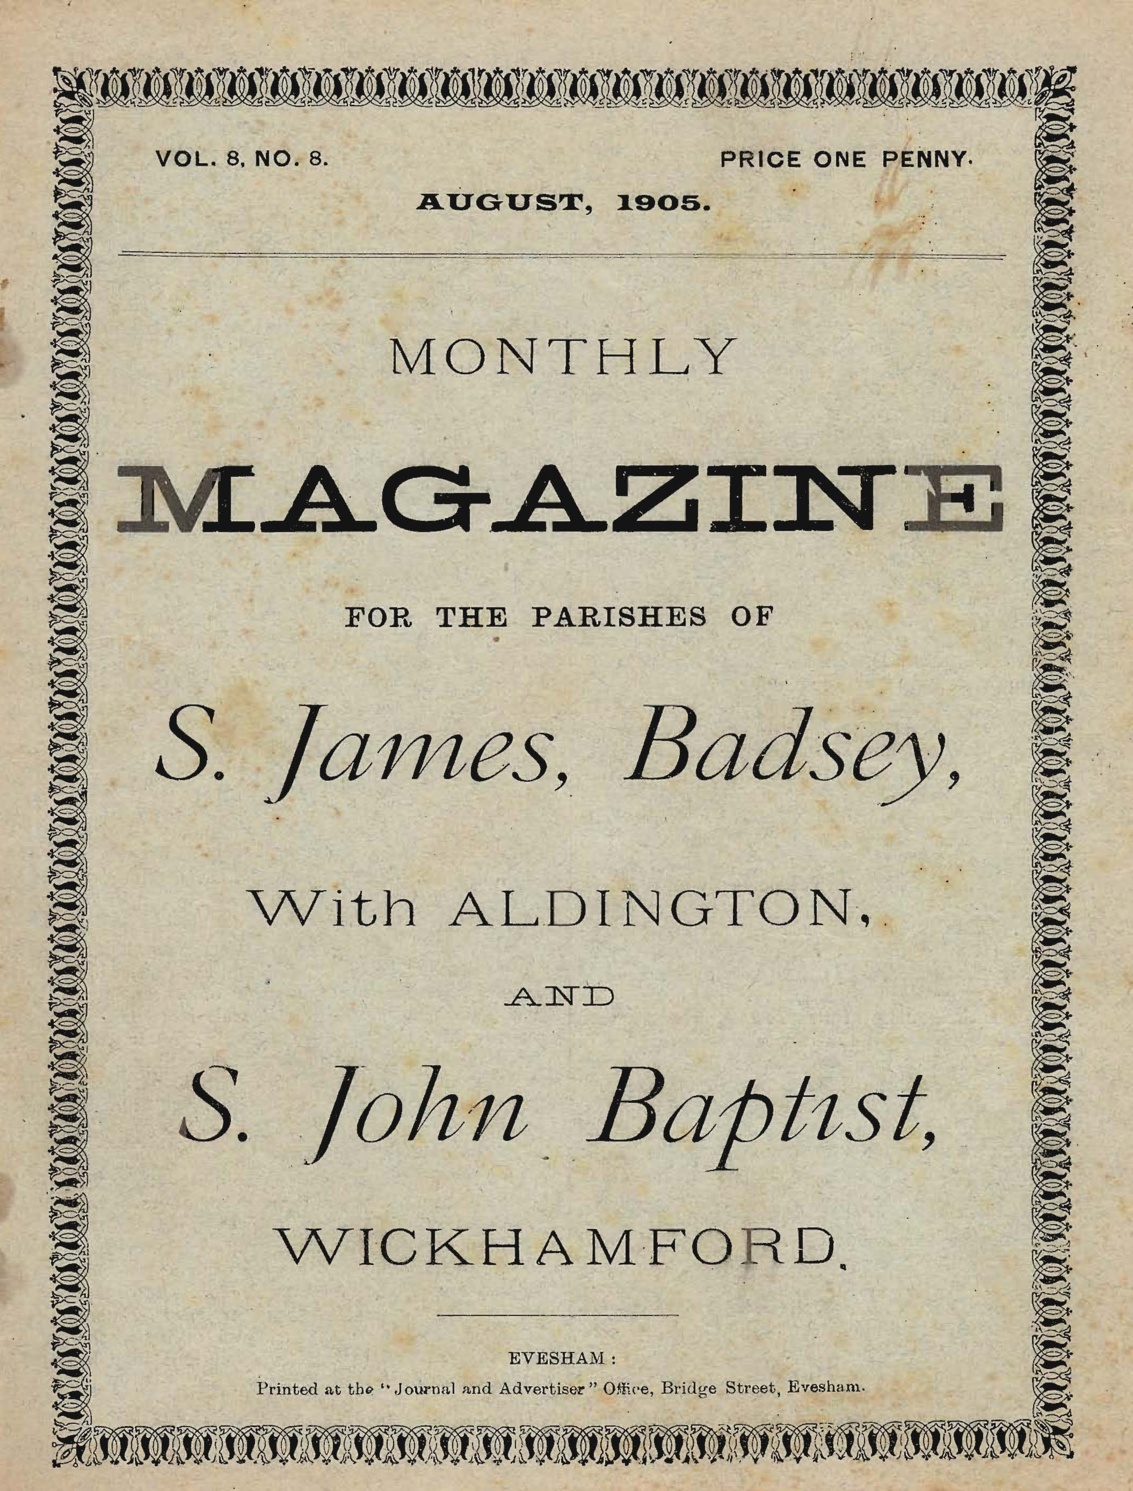 VOL. 8, NO. 8. PRICE ONE PENNY.
AUGUST, 1905.
MONTHLY
MAGAZINE
FOR THE PARISHES OF
S. James, Badsey,
With ALDINGTON,
AND
S. John Baptist,
WICKHAMFORD.
EVESHAM :
Printed at the "Journal and Advertiser" Office, Bridge Street, Evesham.